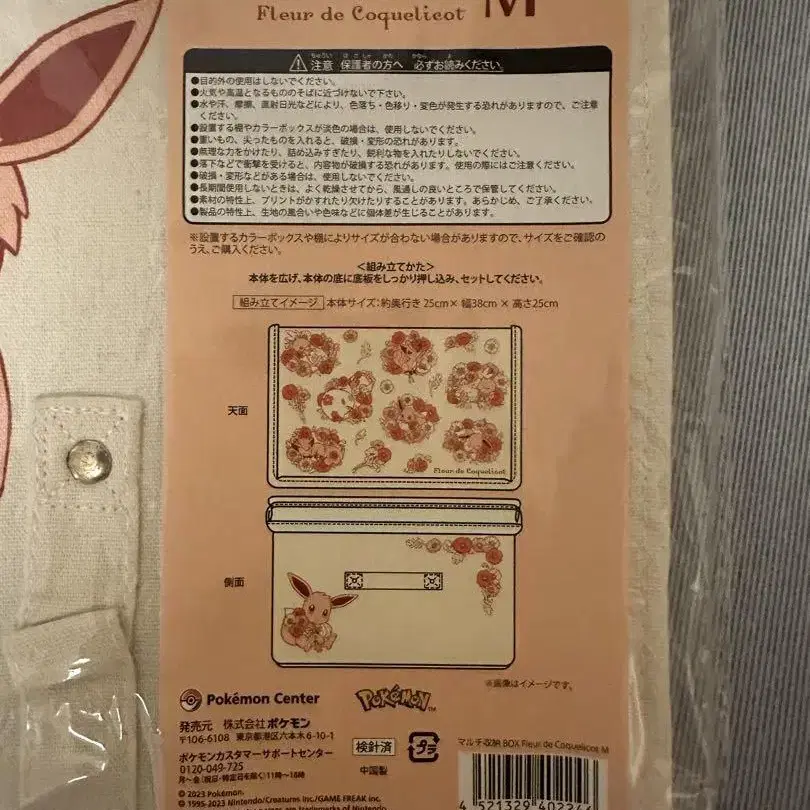 Fleur de Coquelicot M
注意 保護者の方へ 必ずお読みください。
●目的外の使用はしないでください。
●火気や高温となるもののそばに近づけないで下さい。
●水や汗、摩擦、直射日光などにより、色落ち・色移り・変色が発生する恐れがありますので、ご注意
ください。
●設置する棚やカラーボックスが淡色の場合は、使用しないでください。
●重いもの、尖ったものを入れると、破損・変形の恐れがあります。
●無理な力をかけたり、詰め込みすぎたり、鋭利な物を入れたりしないでください。
●落下などで衝撃を受けると、内容物が破損する恐れがあります。使用の際にはご注意ください。
●破損・変形などがある場合は、使用しないでください。
●長期間使用しないときは、よく乾燥させてから、風通しの良いところで保管してください。
●素材の特性上、プリントがかすれたり欠けたりすることがあります。あらかじめ、ご了承ください。
●製品の特性上、生地の風合いや色味などに個体差が生じることがあります。
※設置するカラーボックスや棚によりサイズが合わない場合がありますので、サイズをご確認の
うえ、ご購入ください。
<組み立てかた>
本体を広げ、本体の底に底板をしっかり押し込み、セットしてください。
組み立てイメージ 本体サイズ:約奥行き 25cm× 幅38cm × 高さ25cm
天面
Fleur de Coquelicot
側面
※画像はイメージです。
Pokémon Center
POKÉMON TM
発売元 株式会社ポケモン
〒106-6108 東京都港区六本木6-10-1
ポケモンカスタマーサポートセンター
0120-049-725
月〜金(祝日・特定日を除く)11時〜18時
検針済
中国製
マルチ収納 BOX Fleur de Coquelicot M
© 2023 Pokémon.
© 1995-2023 Nintendo/Creatures Inc./GAME FREAK inc.
4 521329 402244